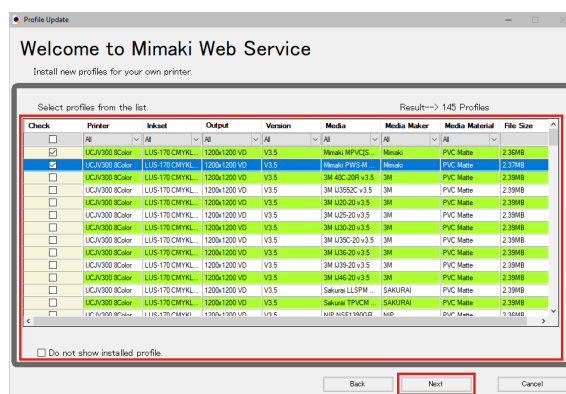 Profile Update
Welcome to Mimaki Web Service
Install new profiles for your own printer.
Select profiles from the list. Result--> 145 Profiles
Check Printer Inkset Output Version Media Media Maker Media Material File Size
All All All All All All All
UCJV300 8Color LUS-170 CMYKL... 1200x1200 VD V3.5 Mimaki MPVC(S... Mimaki PVC Matte 2.36MB
UCJV300 8Color LUS-170 CMYKL... 1200x1200 VD V3.5 Mimaki PWS-M ... Mimaki PVC Matte 2.37MB
UCJV300 8Color LUS-170 CMYKL... 1200x1200 VD V3.5 3M 40C-20R v3.5 3M PVC Matte 2.39MB
UCJV300 8Color LUS-170 CMYKL... 1200x1200 VD V3.5 3M IJ3552C v3.5 3M PVC Matte 2.39MB
UCJV300 8Color LUS-170 CMYKL... 1200x1200 VD V3.5 3M IJ20-20 v3.5 3M PVC Matte 2.39MB
UCJV300 8Color LUS-170 CMYKL... 1200x1200 VD V3.5 3M IJ25-20 v3.5 3M PVC Matte 2.39MB
UCJV300 8Color LUS-170 CMYKL... 1200x1200 VD V3.5 3M IJ30-20 v3.5 3M PVC Matte 2.39MB
UCJV300 8Color LUS-170 CMYKL... 1200x1200 VD V3.5 3M IJ35C-20 v3.5 3M PVC Matte 2.39MB
UCJV300 8Color LUS-170 CMYKL... 1200x1200 VD V3.5 3M IJ36-20 v3.5 3M PVC Matte 2.39MB
UCJV300 8Color LUS-170 CMYKL... 1200x1200 VD V3.5 3M IJ39-20 v3.5 3M PVC Matte 2.39MB
UCJV300 8Color LUS-170 CMYKL... 1200x1200 VD V3.5 3M IJ46-20 v3.5 3M PVC Matte 2.39MB
UCJV300 8Color LUS-170 CMYKL... 1200x1200 VD V3.5 Sakurai LLSPM ... SAKURAI PVC Matte 2.39MB
UCJV300 8Color LUS-170 CMYKL... 1200x1200 VD V3.5 Sakurai TPVCM ... SAKURAI PVC Matte 2.39MB
UCJV300 8Color LUS-170 CMYKL... 1200x1200 VD V3.5 NIP PVC Matte 2.36MB
Do not show installed profile.
Back Next Cancel